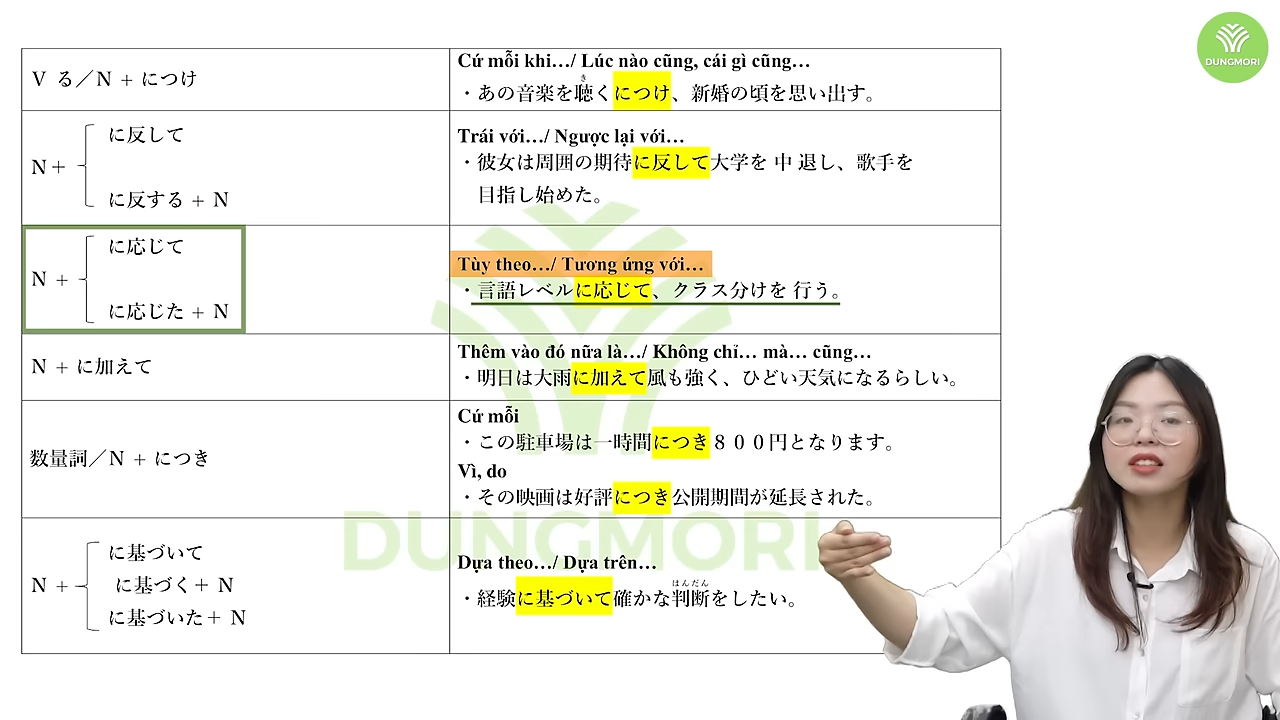 DUNGMORI
V る／N + につけ
Cứ mỗi khi…/ Lúc nào cũng, cái gì cũng…
・あの音楽を聴くにつけ、新婚の頃を思い出す。
き
N+
に反して
に反する + N
Trái với…/ Ngược lại với…
・彼女は周囲の期待に反して大学を 中 退し、歌手を
目指し始めた。
N +
に応じて
に応じた + N
Tùy theo…/ Tương ứng với…
・言語レベルに応じて、クラス分けを 行う。
N + に加えて
Thêm vào đó nữa là…/ Không chỉ… mà… cũng…
・明日は大雨に加えて風も強く、ひどい天気になるらしい。
数量詞／N + につき
Cứ mỗi
・この駐車場は一時間につき８００円となります。
Vì, do
・その映画は好評につき公開期間が延長された。
N +
に基づいて
に基づく+ N
に基づいた+ N
Dựa theo…/ Dựa trên…
はんだん
・経験に基づいて確かな判断をしたい。
DUNGMORI